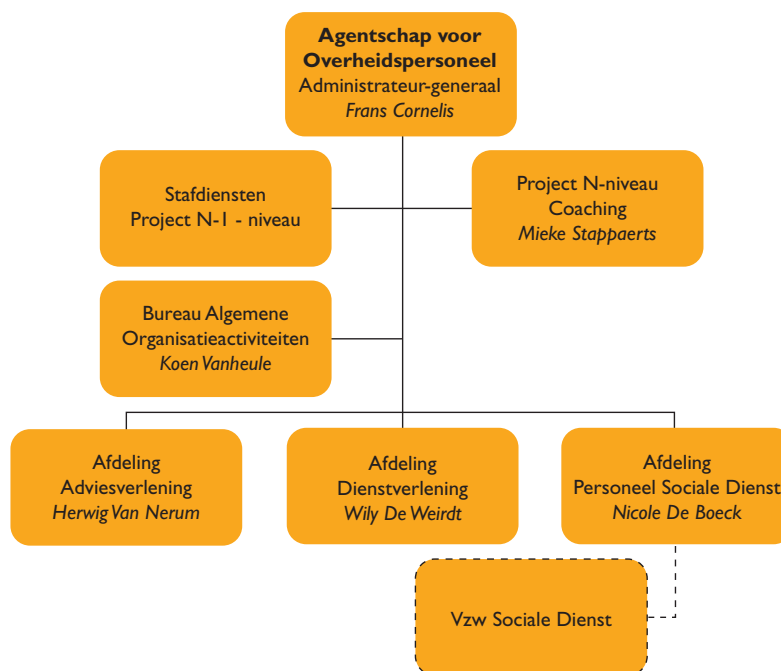 Agentschap voor
Overheidspersoneel
Administrateur-generaal
Frans Cornelis
Stafdiensten
Project N-1 - niveau
Project N-niveau
Coaching
Mieke Stappaerts
Bureau Algemene
Organisatieactiviteiten
Koen Vanheule
Afdeling
Adviesverlening
Herwig Van Nerum
Afdeling
Dienstverlening
Wily De Weirdt
Afdeling
Personeel Sociale Dienst
Nicole De Boeck
Vzw Sociale Dienst